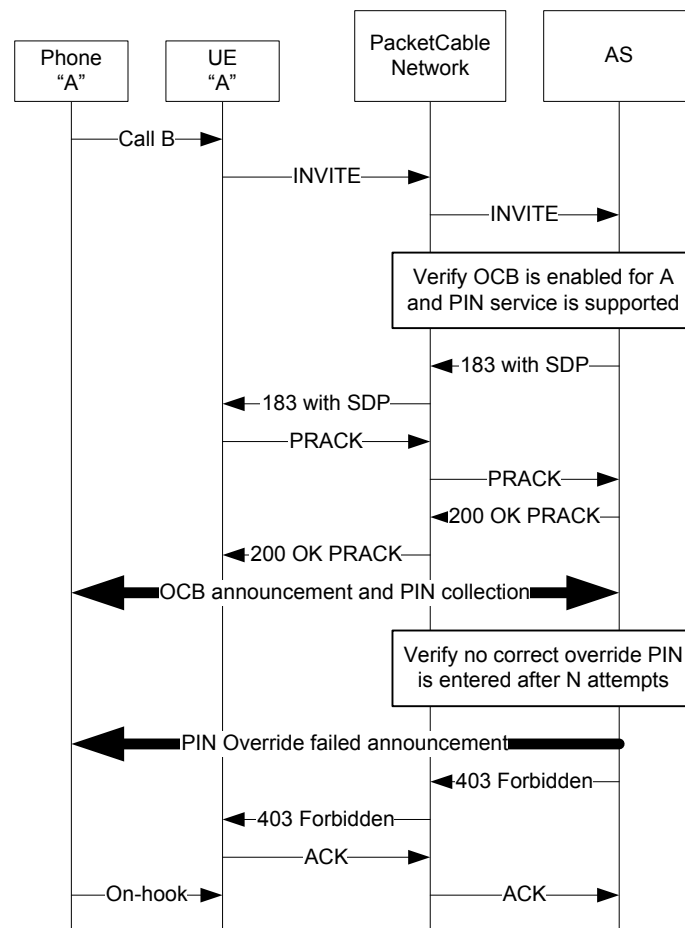 Phone
“A”
UE
“A”
PacketCable
Network
AS
Call B
INVITE
INVITE
Verify OCB is enabled for A
and PIN service is supported
183 with SDP
183 with SDP
PRACK
PRACK
200 OK PRACK
200 OK PRACK
OCB announcement and PIN collection
Verify no correct override PIN
is entered after N attempts
PIN Override failed announcement
403 Forbidden
403 Forbidden
ACK
On-hook
ACK